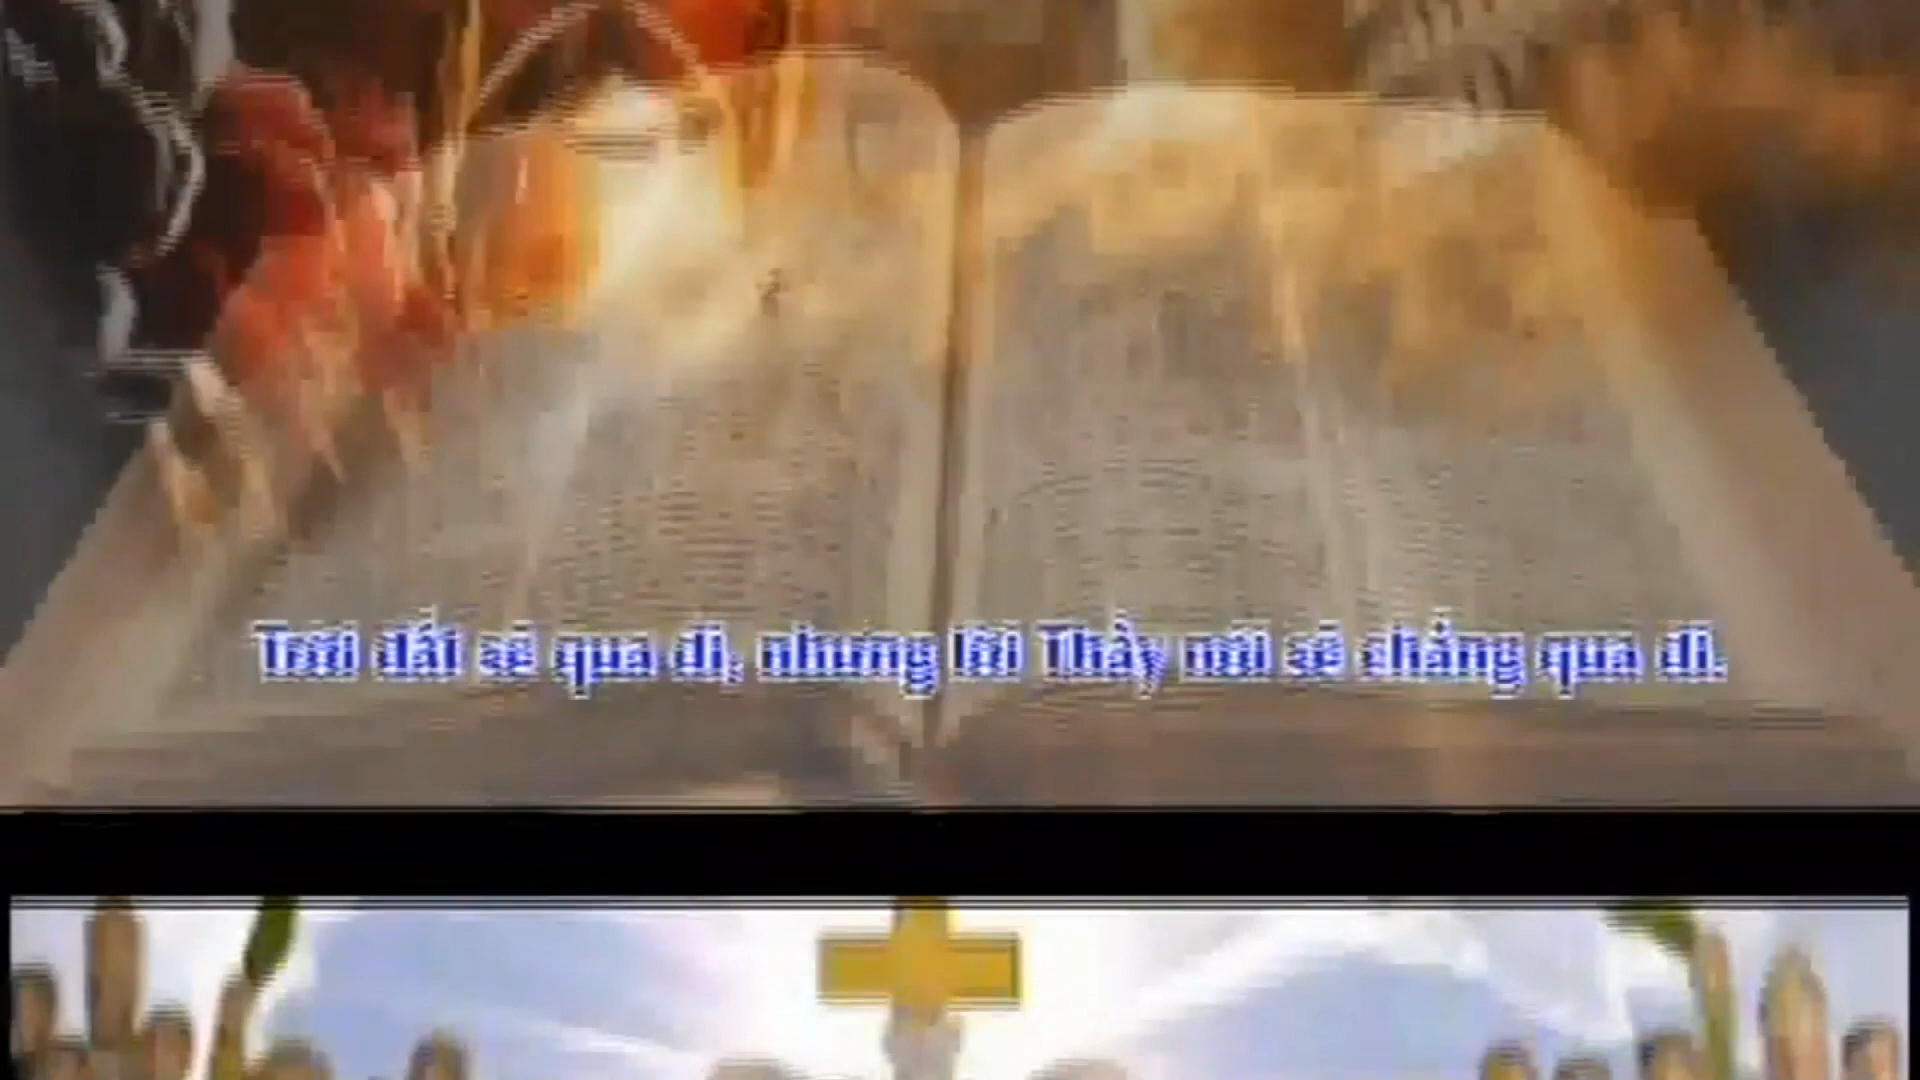 Trời đất sẽ qua đi, nhưng lời Thầy nói sẽ chẳng qua đi.